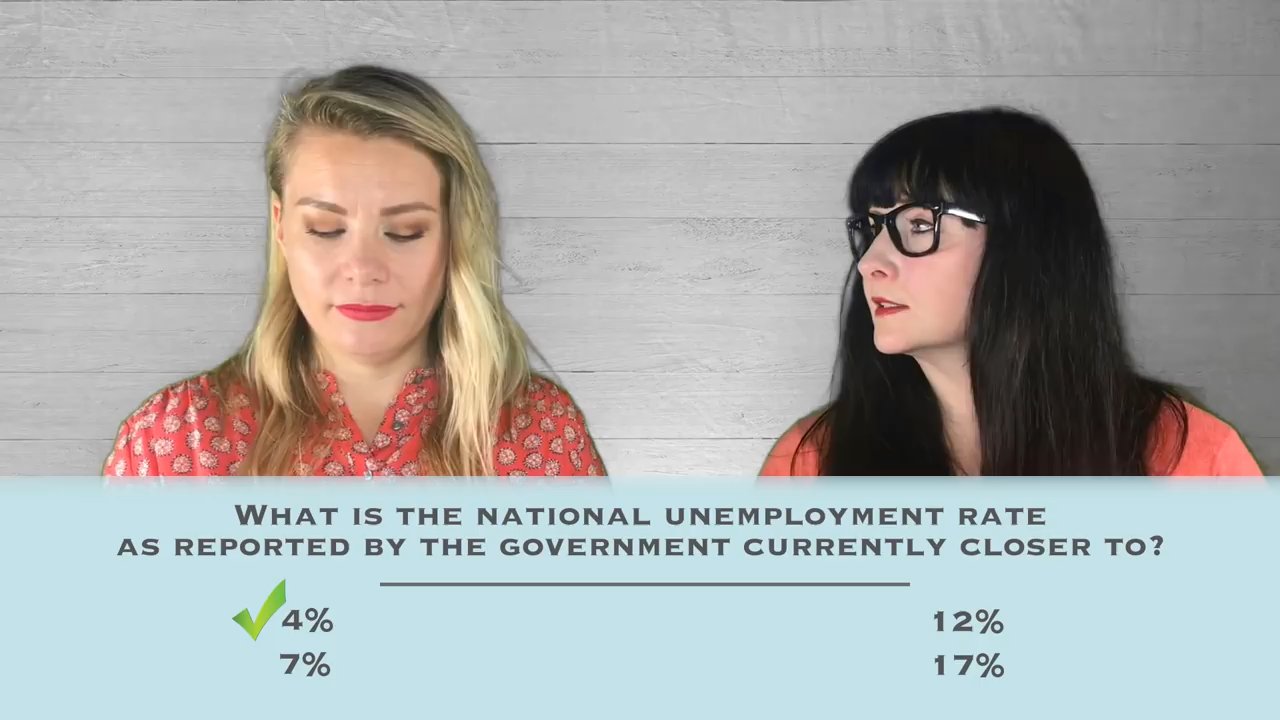 What is the national unemployment rate
as reported by the government currently closer to?
4%
12%
7%
17%